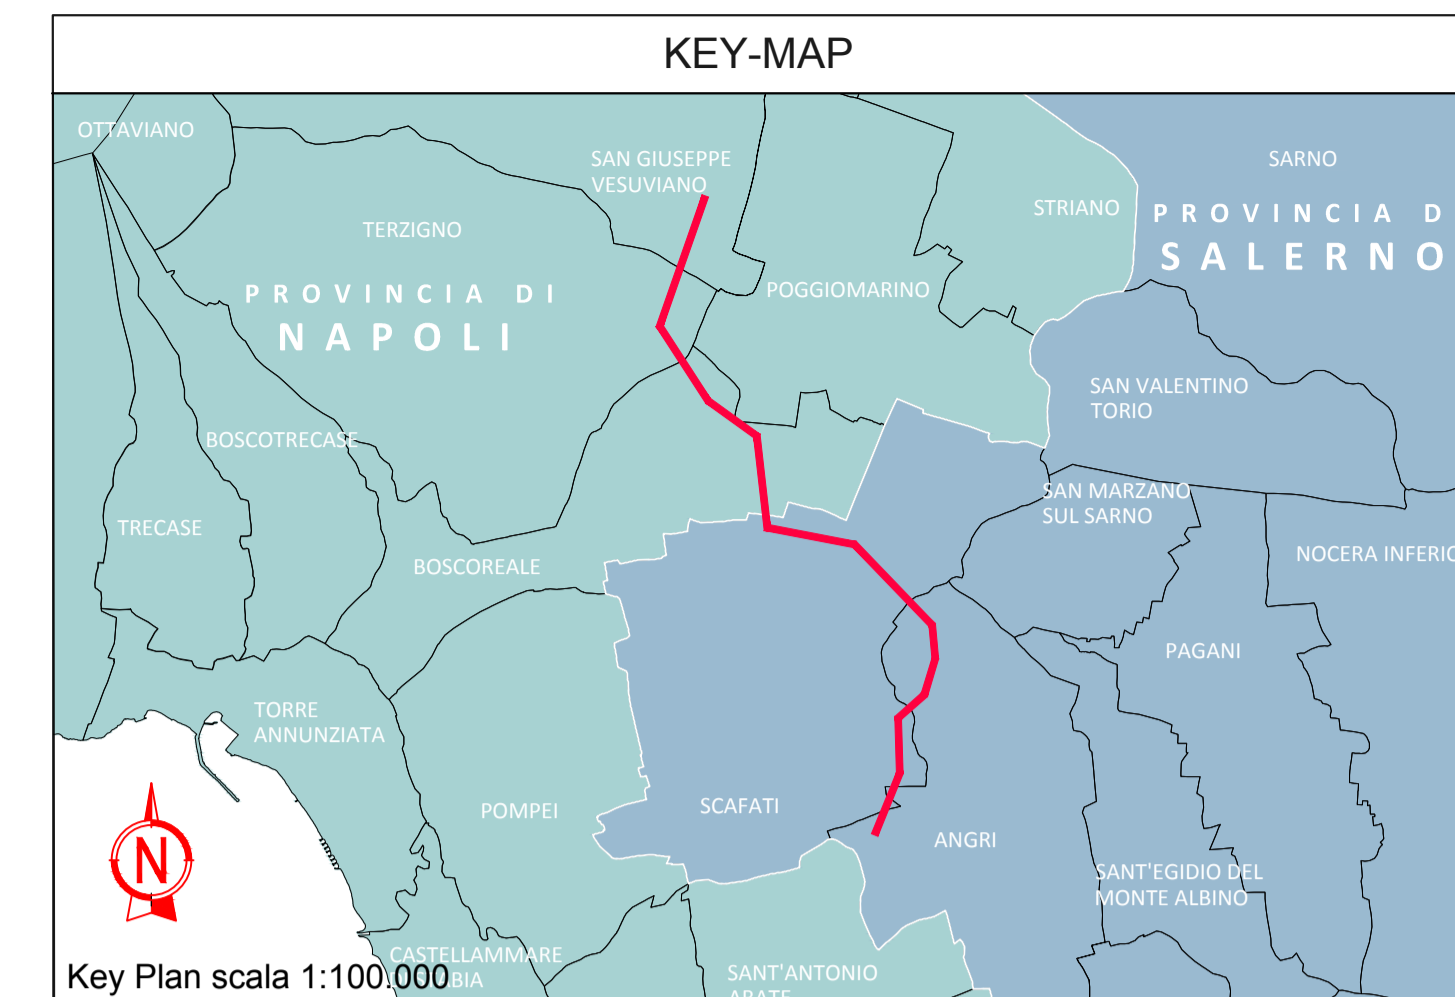 KEY-MAP
OTTAVIANO
SAN GIUSEPPE
VESUVIANO
SARNO
STRIANO
PROVINCIA D
SALERNO
TERZIGNO
PROVINCIA DI
NAPOLI
POGGIOMARINO
SAN VALENTINO
TORIO
BOSCOTRECASE
SAN MARZANO
SUL SARNO
TRECASE
NOCERA INFERIO
BOSCOREALE
PAGANI
TORRE
ANNUNZIATA
POMPEI
SCAFATI
ANGRI
SANT'EGIDIO DEL
MONTE ALBINO
N
CASTELLAMMARE
SANT'ANTONIO
ABATE
Key Plan scala 1:100.000